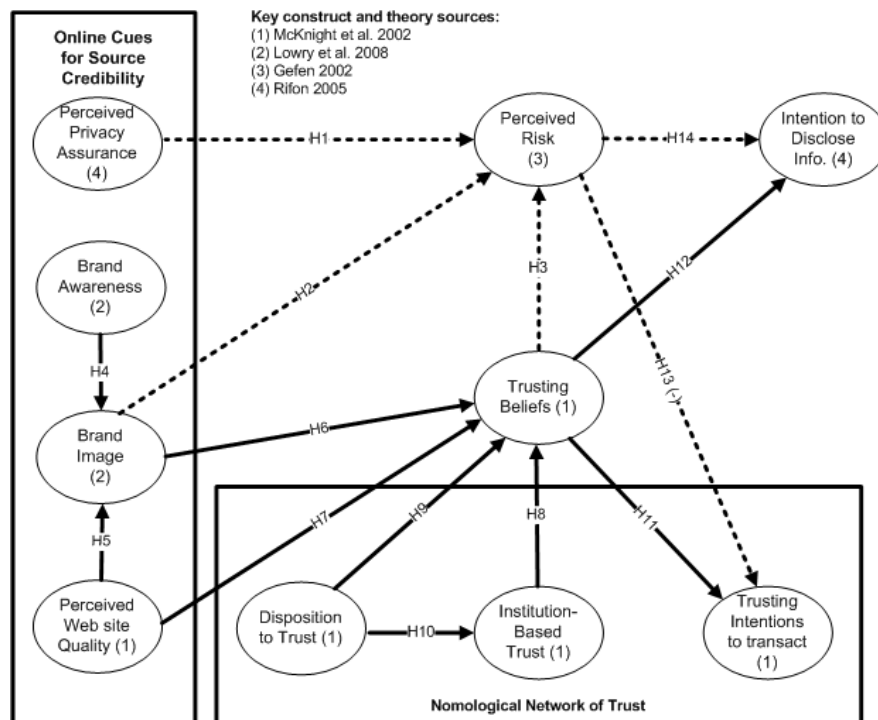 Key construct and theory sources:
(1) McKnight et al. 2002
(2) Lowry et al. 2008
(3) Gefen 2002
(4) Rifon 2005
Online Cues
for Source
Credibility
Perceived
Privacy
Assurance
(4)
H1
Perceived
Risk
(3)
H14
Intention to
Disclose
Info. (4)
Brand
Awareness
(2)
H2
H3
H12
H4
Trusting
Beliefs (1)
H13 (-)
Brand
Image
(2)
H6
H5
H7
H9
H8
H11
Perceived
Web site
Quality (1)
Disposition
to Trust (1)
H10
Institution-
Based
Trust (1)
Trusting
Intentions
to transact
(1)
Nomological Network of Trust